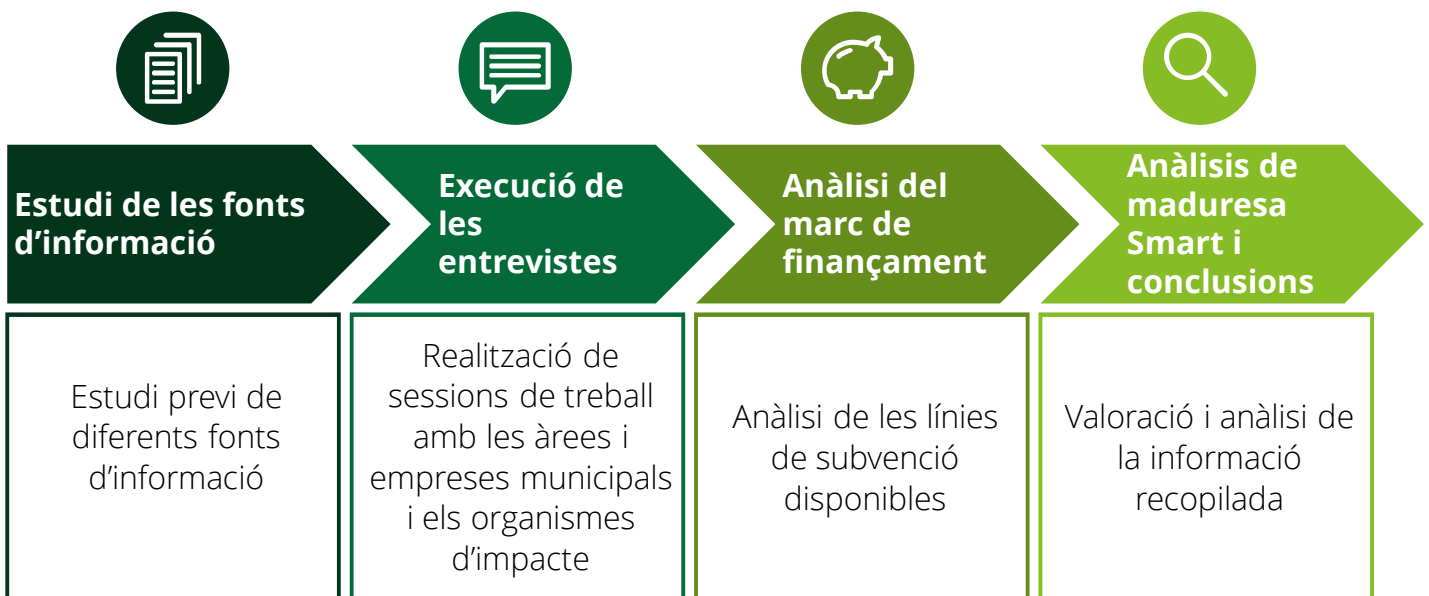 Estudi de les fonts
d’informació
Execució de
les
entrevistes
Anàlisi del
marc de
finançament
Anàlisis de
maduresa
Smart i
conclusions
Estudi previ de
diferents fonts
d’informació
Realització de
sessions de treball
amb les àrees i
empreses municipals
i els organismes
d’impacte
Anàlisi de les línies
de subvenció
disponibles
Valoració i anàlisi de
la informació
recopilada